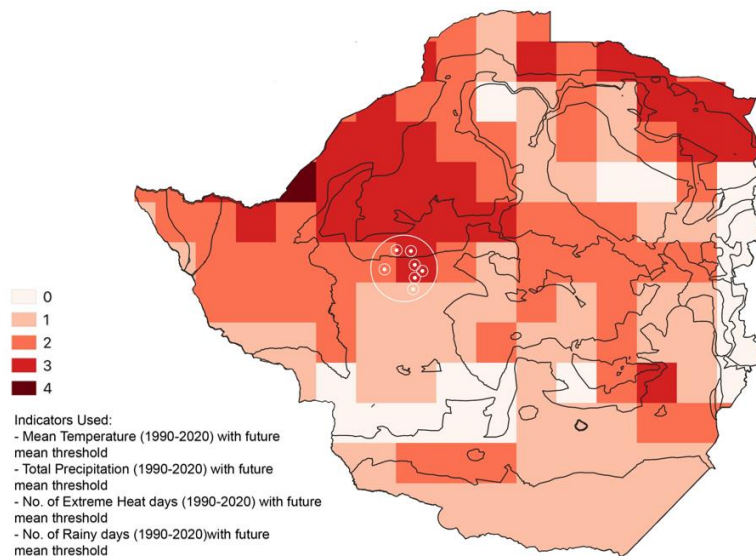 0
1
2
3
4
Indicators Used:
- Mean Temperature (1990-2020) with future
mean threshold
- Total Precipitation (1990-2020) with future
mean threshold
- No. of Extreme Heat days (1990-2020) with future
mean threshold
- No. of Rainy days (1990-2020)with future
mean threshold